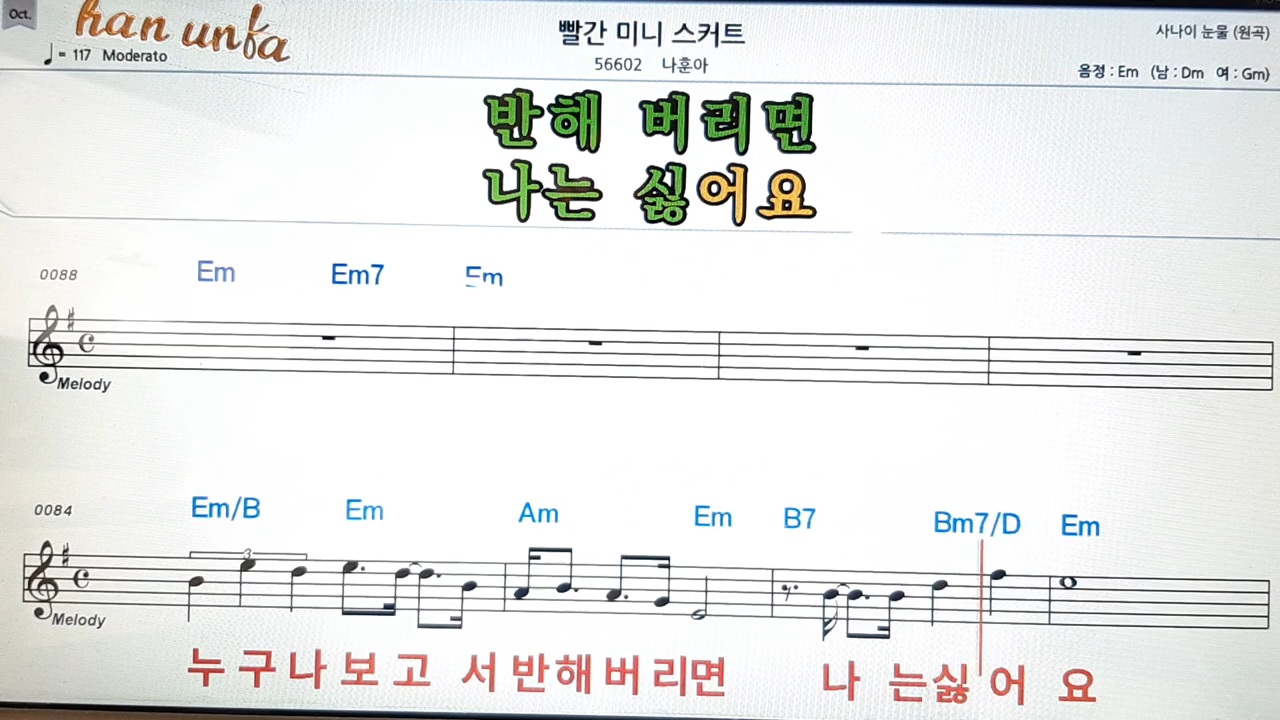 Oct.
han unfa
♩= 117 Moderato
빨간 미니 스커트
56602 나훈아
사나이 눈물 (원곡)
음정 : Em (남 : Dm 여 : Gm)
반해 버리면
나는 싫어요
0088 Em Em7 Em
Melody
0084 Em/B Em Am Em B7 Bm7/D Em
3
Melody
누 구 나 보 고 서 반 해 버 리면 나 는 싫 어 요